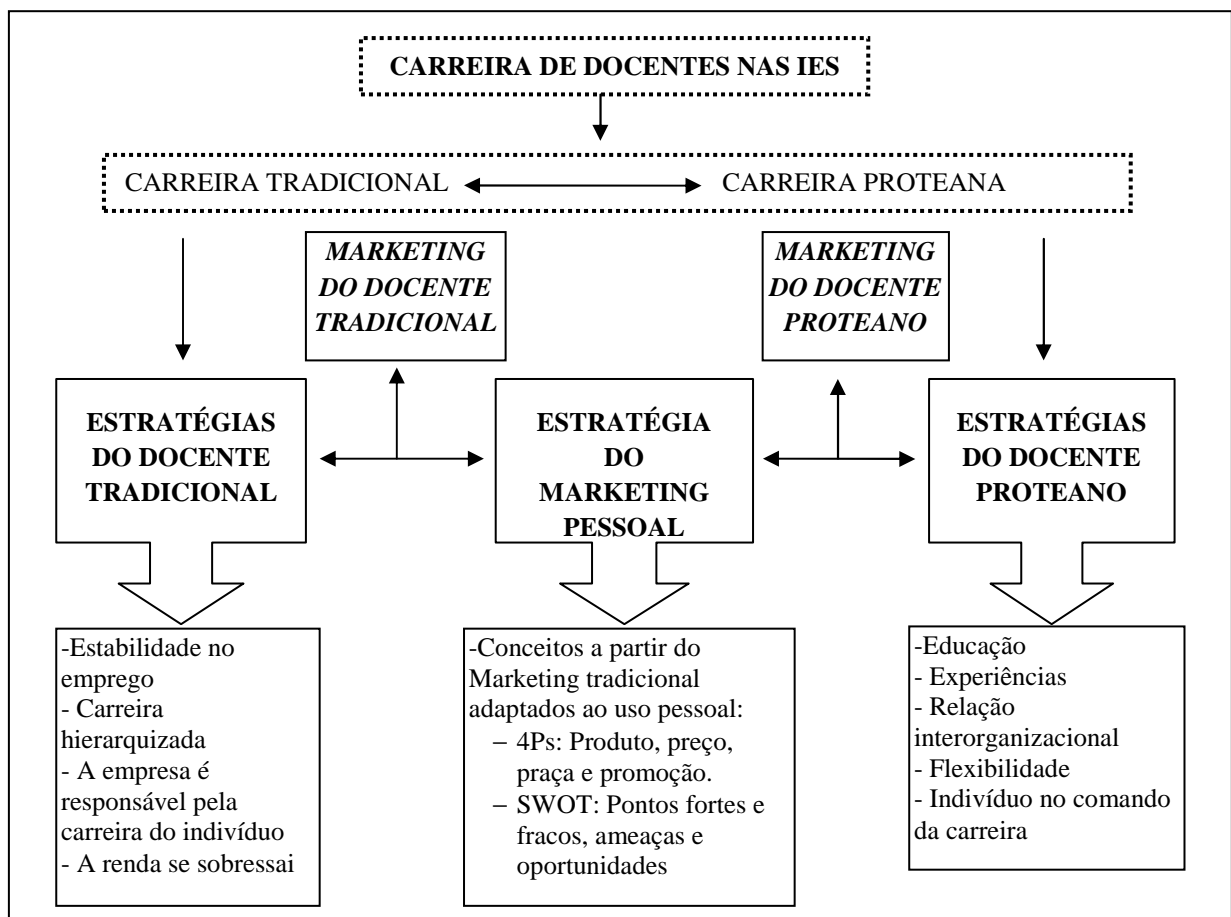 CARREIRA DE DOCENTES NAS IES
CARREIRA TRADICIONAL
CARREIRA PROTEANA
MARKETING
DO DOCENTE
TRADICIONAL
MARKETING
DO DOCENTE
PROTEANO
ESTRATÉGIAS
DO DOCENTE
TRADICIONAL
ESTRATÉGIA
DO
MARKETING
PESSOAL
ESTRATÉGIAS
DO DOCENTE
PROTEANO
-Estabilidade no
emprego
- Carreira
hierarquizada
- A empresa é
responsável pela
carreira do indivíduo
- A renda se sobressai
-Conceitos a partir do
Marketing tradicional
adaptados ao uso pessoal:
– 4Ps: Produto, preço,
praça e promoção.
– SWOT: Pontos fortes e
fracos, ameaças e
oportunidades
-Educação
- Experiências
- Relação
interorganizacional
- Flexibilidade
- Indivíduo no comando
da carreira